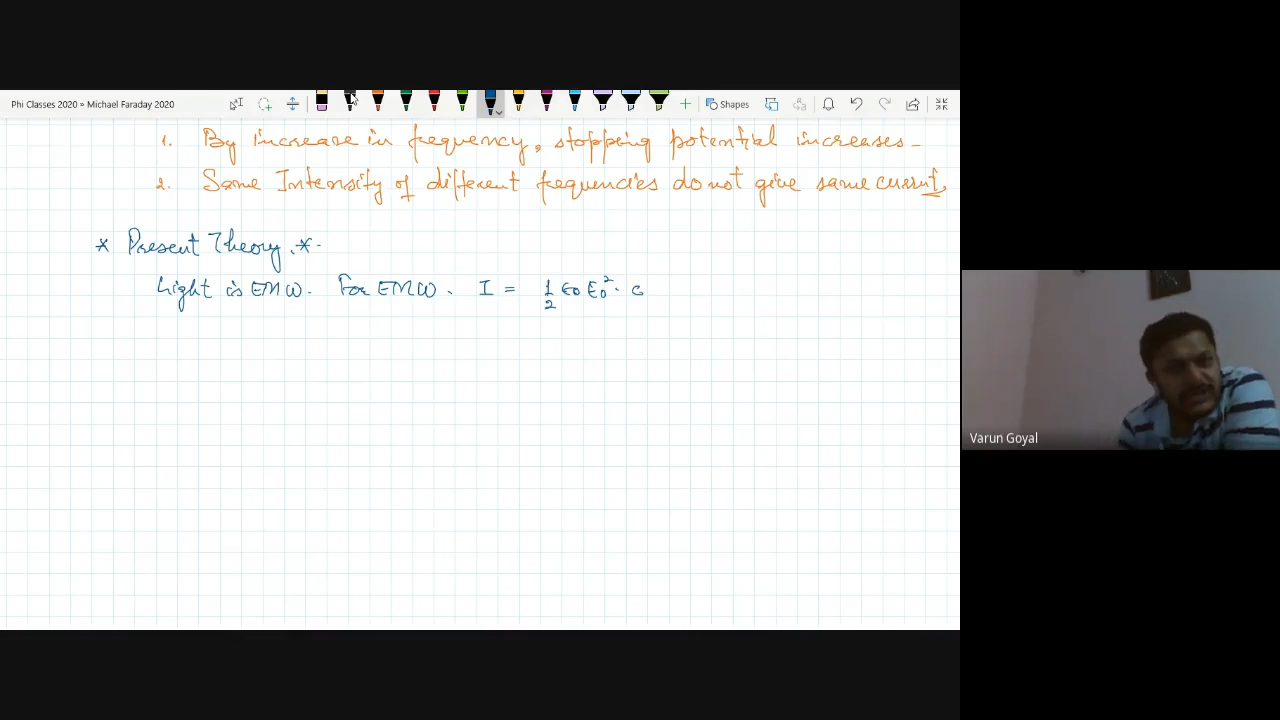 Phi Classes 2020 » Michael Faraday 2020
Shapes
1. By increase in frequency, stopping potential increases.
2. Same Intensity of different frequencies do not give same current.
* Present Theory *.
Light is EMW. For EMW. I = 1/2 ε0 E0². c
Varun Goyal